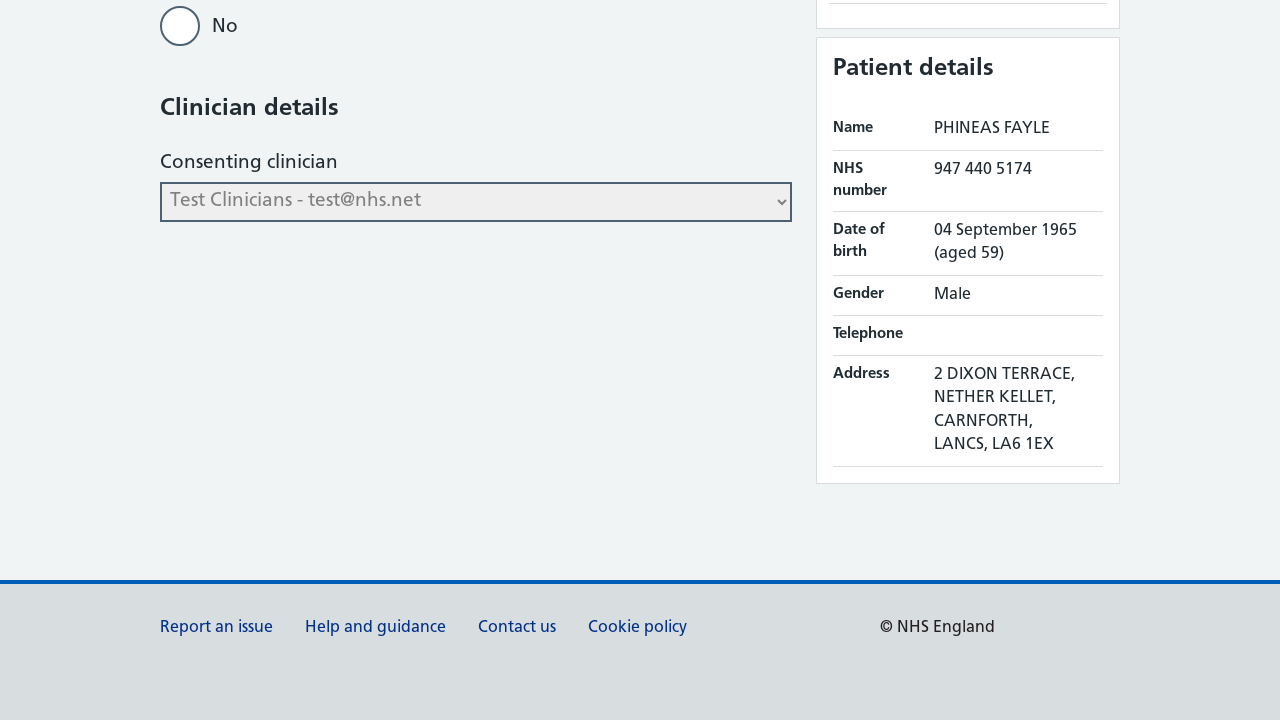 No
Clinician details
Consenting clinician
Test Clinicians - test@nhs.net
Patient details
Name PHINEAS FAYLE
NHS number 947 440 5174
Date of birth 04 September 1965 (aged 59)
Gender Male
Telephone
Address 2 DIXON TERRACE,
NETHER KELLET,
CARNFORTH,
LANCS, LA6 1EX
Report an issue Help and guidance Contact us Cookie policy © NHS England